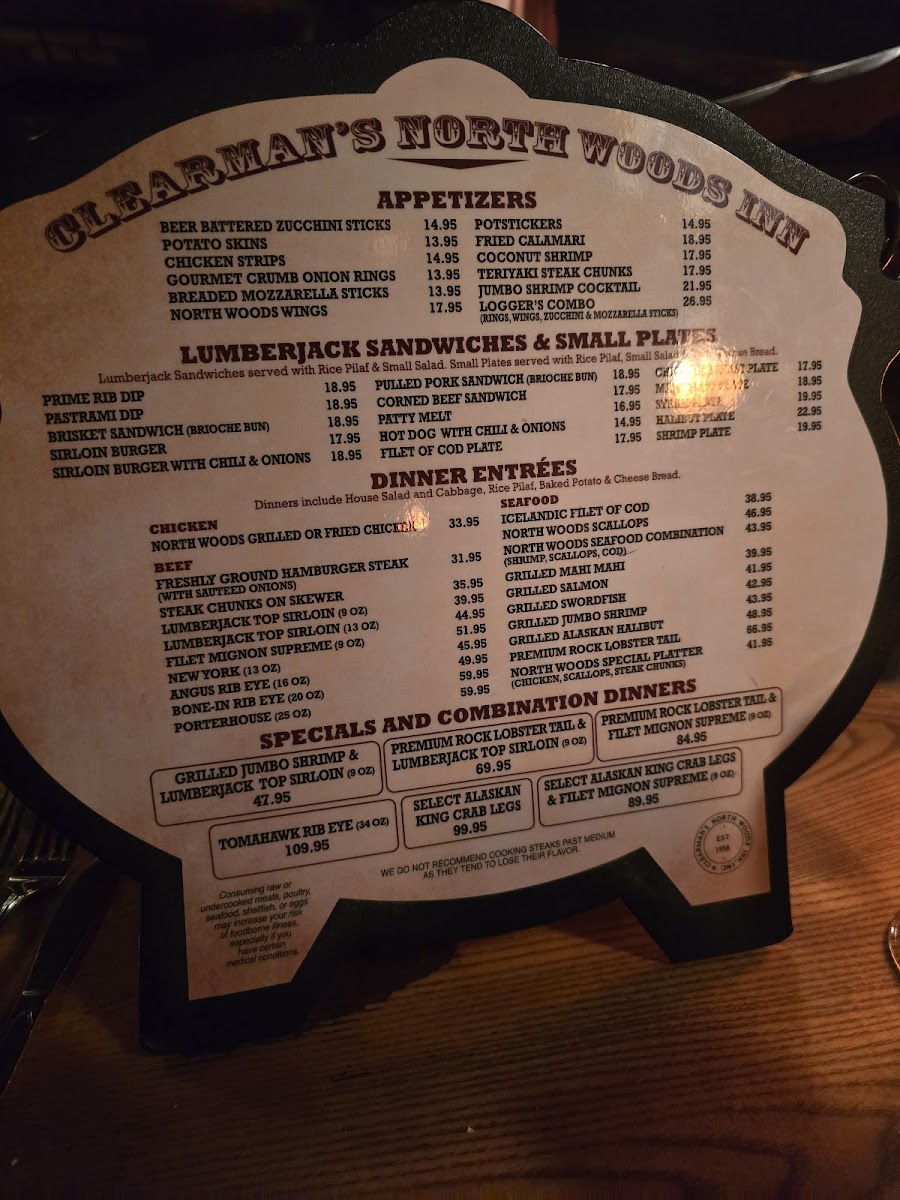 CLEARMAN'S NORTH WOODS INN
APPETIZERS
BEER BATTERED ZUCCHINI STICKS 14.95
POTATO SKINS 13.95
CHICKEN STRIPS 14.95
GOURMET CRUMB ONION RINGS 13.95
BREADED MOZZARELLA STICKS 13.95
NORTH WOODS WINGS 17.95
POTSTICKERS 14.95
FRIED CALAMARI 18.95
COCONUT SHRIMP 17.95
TERIYAKI STEAK CHUNKS 17.95
JUMBO SHRIMP COCKTAIL 21.95
LOGGER'S COMBO 26.95
(RINGS, WINGS, ZUCCHINI & MOZZARELLA STICKS)
LUMBERJACK SANDWICHES & SMALL PLATES
Lumberjack Sandwiches served with Rice Pilaf & Small Salad. Small Plates served with Rice Pilaf, Small Salad Cheese Bread.
PRIME RIB DIP 18.95
PASTRAMI DIP 18.95
BRISKET SANDWICH (BRIOCHE BUN) 18.95
SIRLOIN BURGER 17.95
SIRLOIN BURGER WITH CHILI & ONIONS 18.95
PULLED PORK SANDWICH (BRIOCHE BUN) 18.95
CORNED BEEF SANDWICH 17.95
PATTY MELT 16.95
HOT DOG WITH CHILI & ONIONS 14.95
FILET OF COD PLATE 17.95
PLATE 17.95
18.95
19.95
HALIBUT PLATE 22.95
SHRIMP PLATE 19.95
DINNER ENTRÉES
Dinners include House Salad and Cabbage, Rice Pilaf, Baked Potato & Cheese Bread.
CHICKEN
NORTH WOODS GRILLED OR FRIED CHICKEN 33.95
BEEF
FRESHLY GROUND HAMBURGER STEAK 31.95
(WITH SAUTEED ONIONS)
STEAK CHUNKS ON SKEWER 35.95
LUMBERJACK TOP SIRLOIN (9 OZ) 39.95
LUMBERJACK TOP SIRLOIN (13 OZ) 44.95
FILET MIGNON SUPREME (9 OZ) 51.95
NEW YORK (13 OZ) 45.95
ANGUS RIB EYE (16 OZ) 49.95
BONE-IN RIB EYE (20 OZ) 59.95
PORTERHOUSE (25 OZ) 59.95
SEAFOOD
ICELANDIC FILET OF COD 38.95
NORTH WOODS SCALLOPS 46.95
NORTH WOODS SEAFOOD COMBINATION 43.95
(SHRIMP, SCALLOPS, COD)
GRILLED MAHI MAHI 39.95
GRILLED SALMON 41.95
GRILLED SWORDFISH 42.95
GRILLED JUMBO SHRIMP 43.95
GRILLED ALASKAN HALIBUT 48.95
PREMIUM ROCK LOBSTER TAIL 66.95
NORTH WOODS SPECIAL PLATTER 41.95
(CHICKEN, SCALLOPS, STEAK CHUNKS)
SPECIALS AND COMBINATION DINNERS
GRILLED JUMBO SHRIMP &
LUMBERJACK TOP SIRLOIN (9 OZ)
47.95
PREMIUM ROCK LOBSTER TAIL &
LUMBERJACK TOP SIRLOIN (9 OZ)
69.95
PREMIUM ROCK LOBSTER TAIL &
FILET MIGNON SUPREME (9 OZ)
84.95
TOMAHAWK RIB EYE (34 OZ)
109.95
SELECT ALASKAN
KING CRAB LEGS
99.95
SELECT ALASKAN KING CRAB LEGS
& FILET MIGNON SUPREME (9 OZ)
89.95
WE DO NOT RECOMMEND COOKING STEAKS PAST MEDIUM
AS THEY TEND TO LOSE THEIR FLAVOR.
Consuming raw or
undercooked meats, poultry,
seafood, shellfish, or eggs
may increase your risk
of foodborne illness,
especially if you
have certain
medical conditions.
CLEARMAN'S NORTH WOODS INN, INC
EST